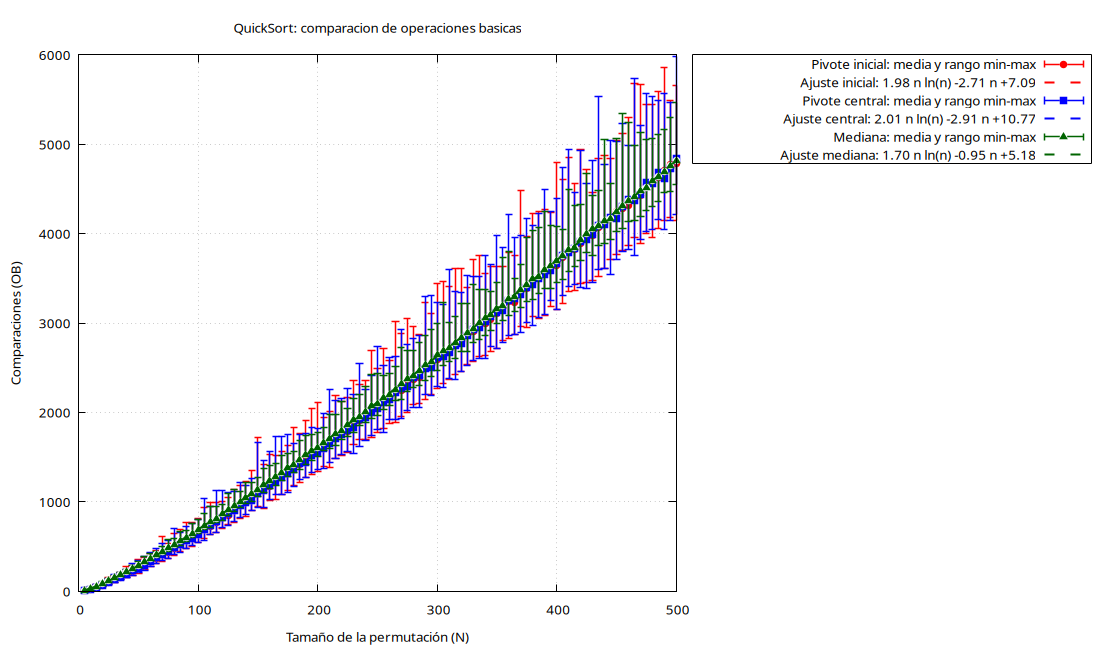 QuickSort: comparacion de operaciones basicas
6000
5000
4000
3000
2000
1000
0
Comparaciones (OB)
0 100 200 300 400 500
Tamaño de la permutación (N)
Pivote inicial: media y rango min-max
Ajuste inicial: 1.98 n ln(n) -2.71 n +7.09
Pivote central: media y rango min-max
Ajuste central: 2.01 n ln(n) -2.91 n +10.77
Mediana: media y rango min-max
Ajuste mediana: 1.70 n ln(n) -0.95 n +5.18